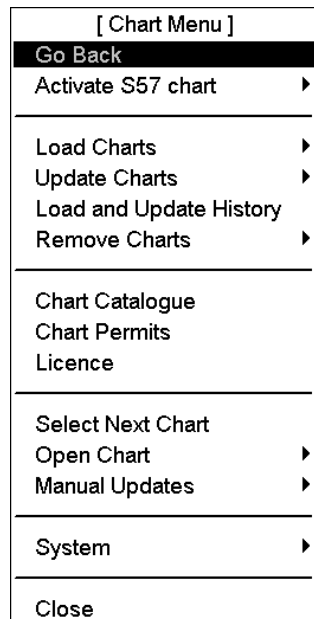 [ Chart Menu ]
Go Back
Activate S57 chart
Load Charts
Update Charts
Load and Update History
Remove Charts
Chart Catalogue
Chart Permits
Licence
Select Next Chart
Open Chart
Manual Updates
System
Close